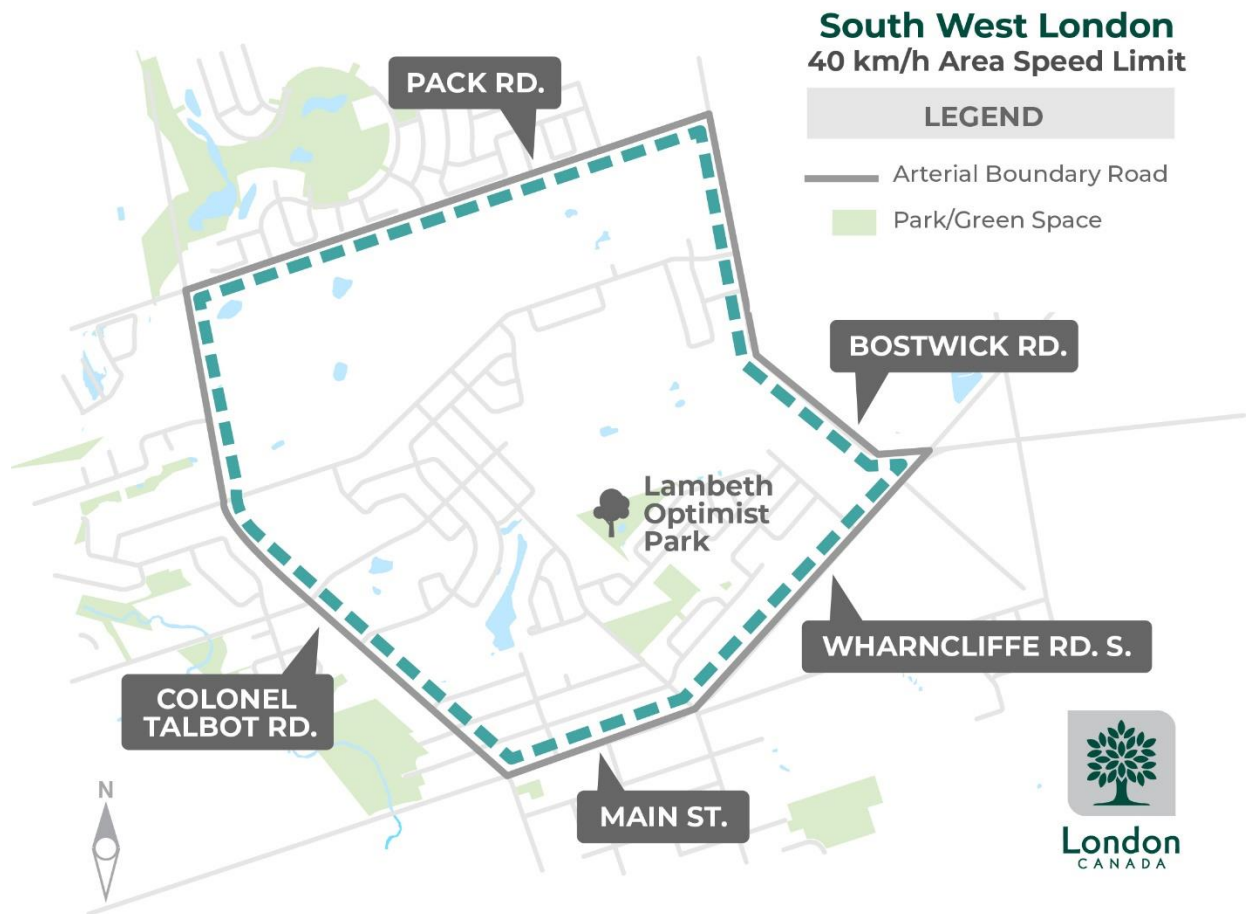 South West London
40 km/h Area Speed Limit
LEGEND
Arterial Boundary Road
Park/Green Space
PACK RD.
BOSTWICK RD.
Lambeth
Optimist
Park
WHARNCLIFFE RD. S.
COLONEL
TALBOT RD.
MAIN ST.
N
London
CANADA